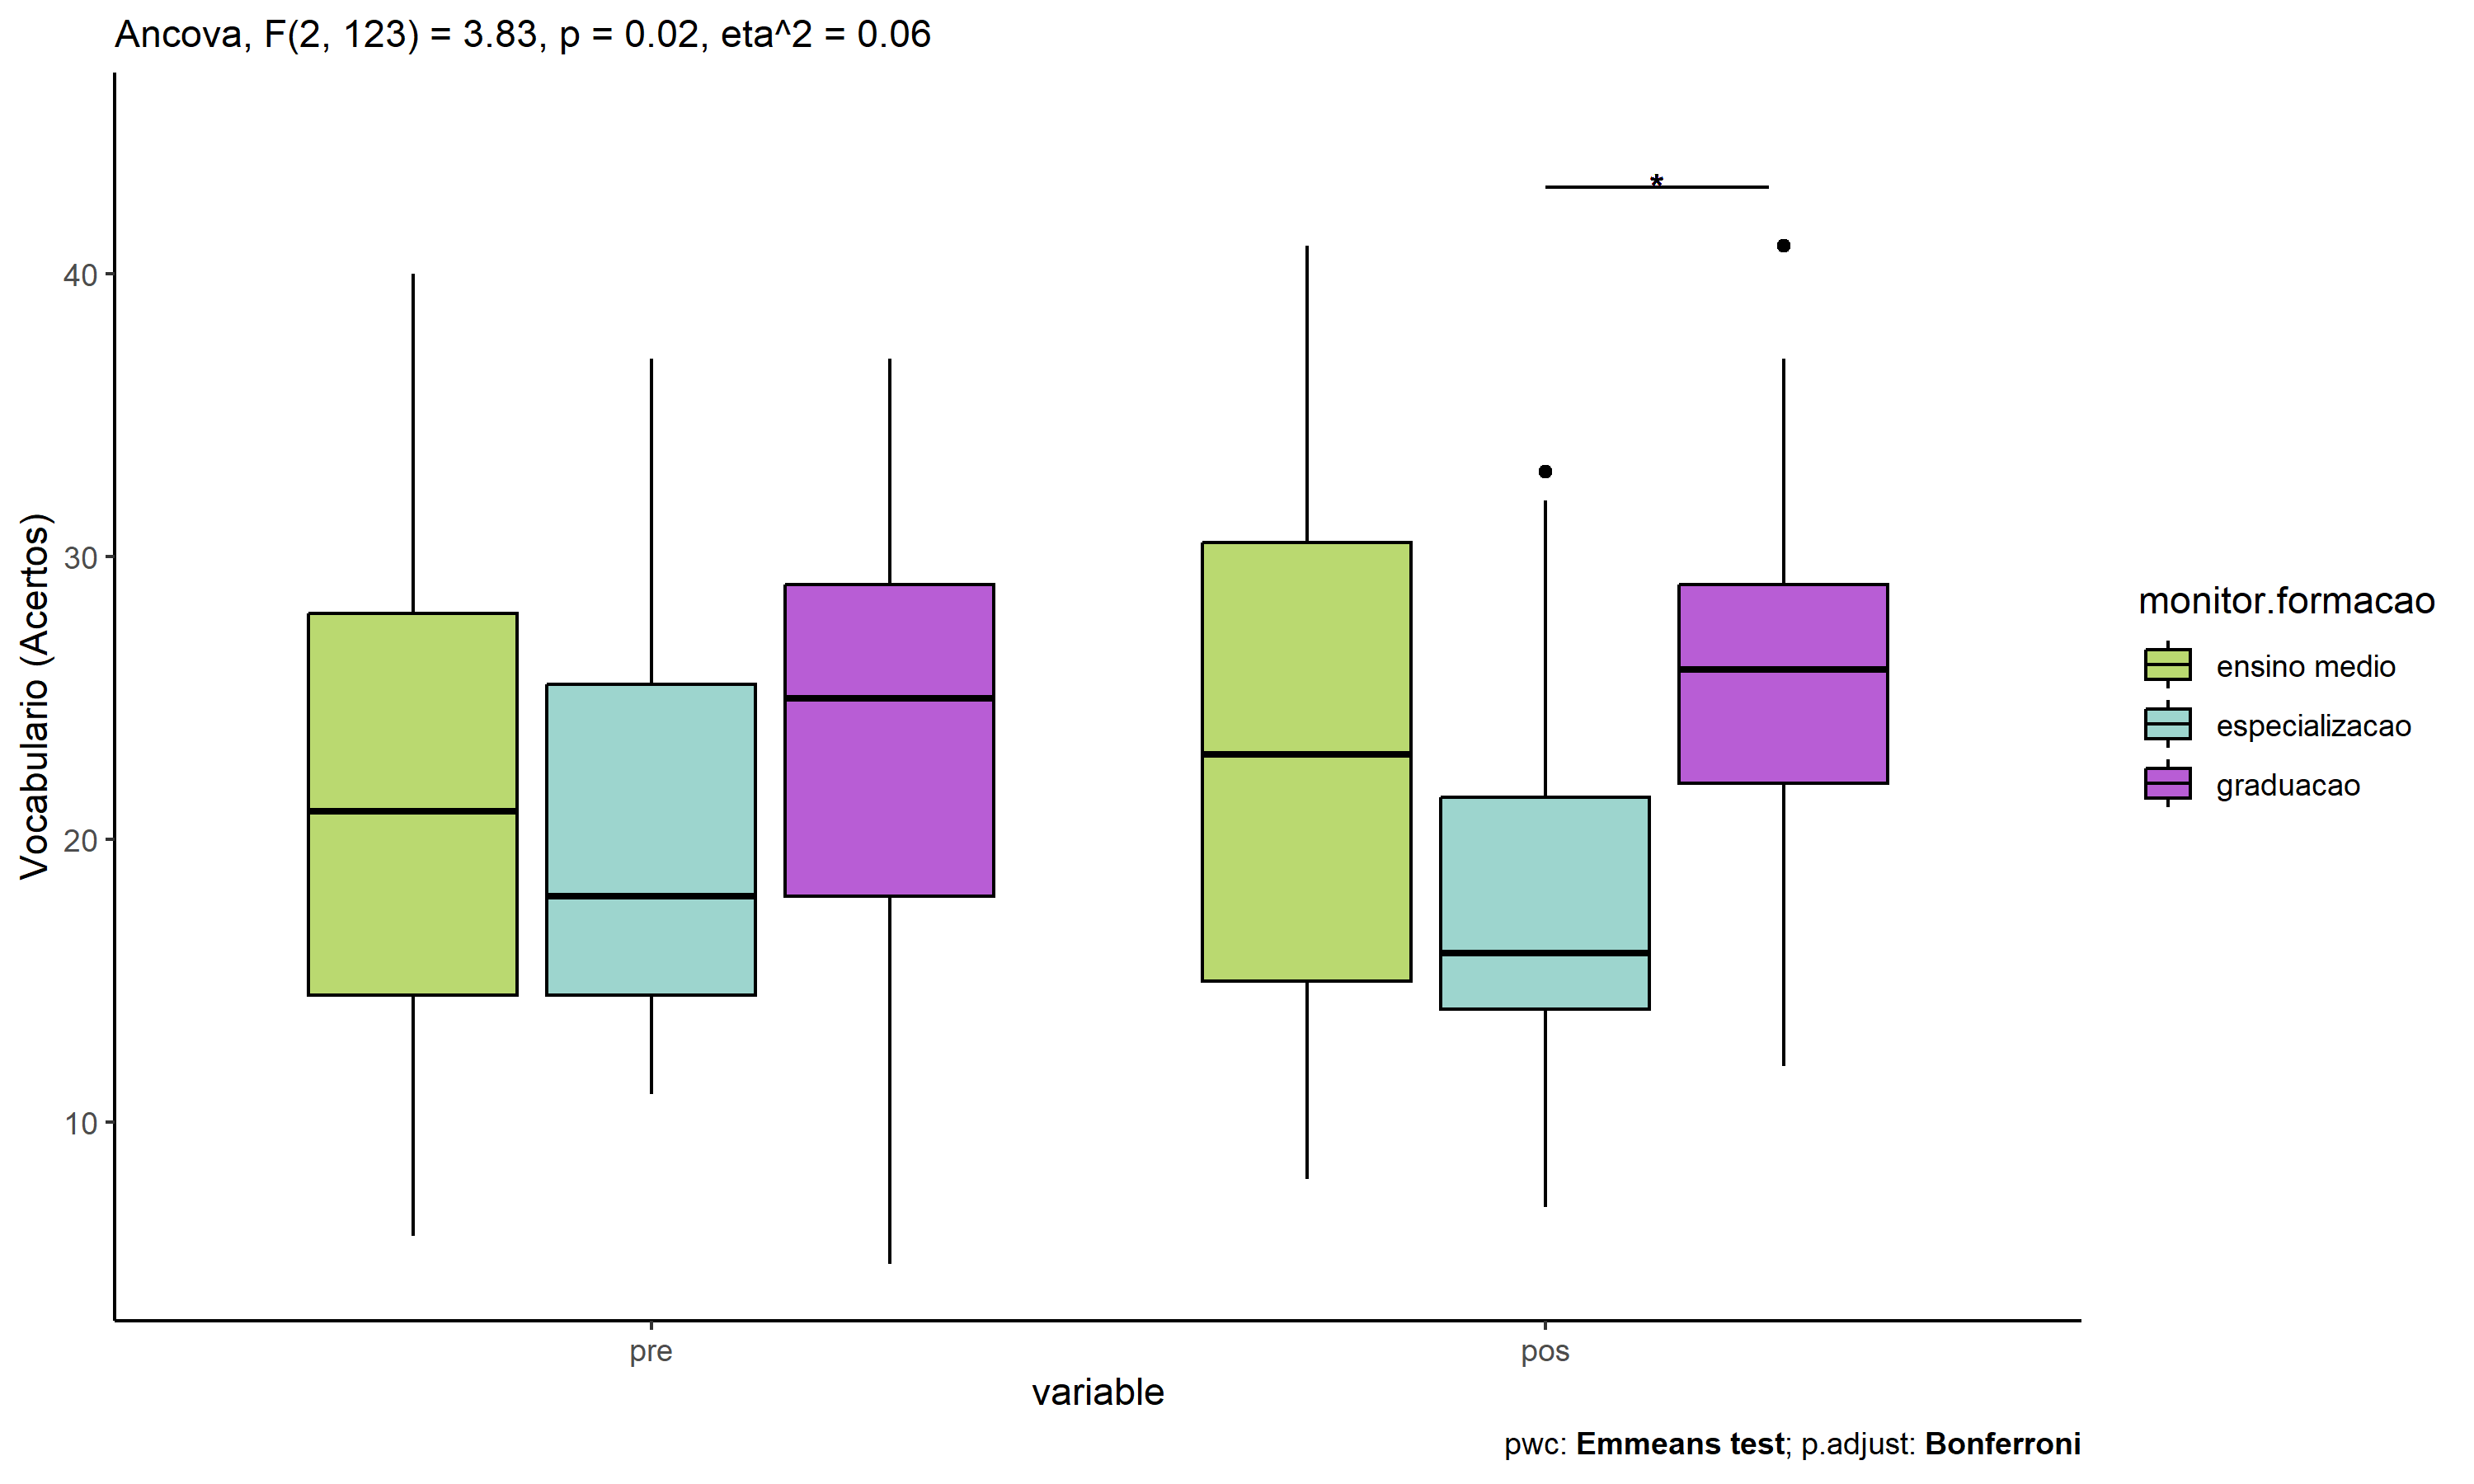 Ancova, F(2, 123) = 3.83, p = 0.02, eta^2 = 0.06
Vocabulario (Acertos)
40
30
20
10
*
pre
pos
variable
monitor.formacao
ensino medio
especializacao
graduacao
pwc: Emmeans test; p.adjust: Bonferroni